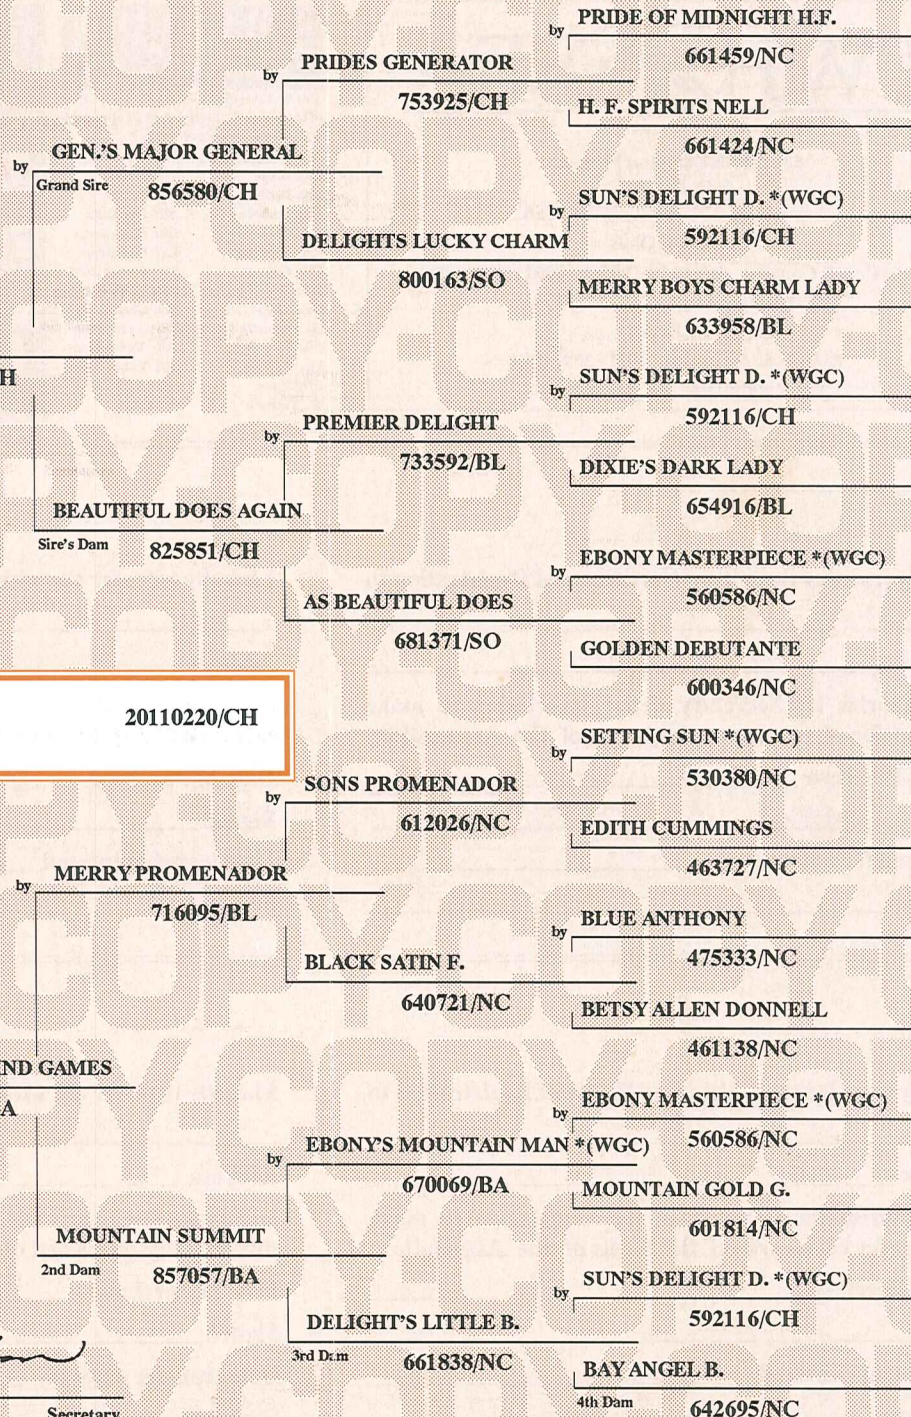 PRIDE OF MIDNIGHT H.F.
by
661459/NC
PRIDES GENERATOR
by
753925/CH
H. F. SPIRITS NELL
661424/NC
GEN.'S MAJOR GENERAL
by
Grand Sire 856580/CH
SUN'S DELIGHT D. *(WGC)
by
592116/CH
DELIGHTS LUCKY CHARM
800163/SO
MERRY BOYS CHARM LADY
633958/BL
H
SUN'S DELIGHT D. *(WGC)
by
592116/CH
PREMIER DELIGHT
by
733592/BL
DIXIE'S DARK LADY
654916/BL
BEAUTIFUL DOES AGAIN
Sire's Dam 825851/CH
EBONY MASTERPIECE *(WGC)
by
560586/NC
AS BEAUTIFUL DOES
681371/SO
GOLDEN DEBUTANTE
600346/NC
20110220/CH
SETTING SUN *(WGC)
by
530380/NC
SONS PROMENADOR
by
612026/NC
EDITH CUMMINGS
463727/NC
MERRY PROMENADOR
by
716095/BL
BLUE ANTHONY
by
475333/NC
BLACK SATIN F.
640721/NC
BETSY ALLEN DONNELL
461138/NC
ND GAMES
A
EBONY MASTERPIECE *(WGC)
by
560586/NC
EBONY'S MOUNTAIN MAN *(WGC)
by
670069/BA
MOUNTAIN GOLD G.
601814/NC
MOUNTAIN SUMMIT
2nd Dam 857057/BA
SUN'S DELIGHT D. *(WGC)
by
592116/CH
DELIGHT'S LITTLE B.
3rd Dam 661838/NC
BAY ANGEL B.
4th Dam 642695/NC
Secretary
COPY-COPY-COPY